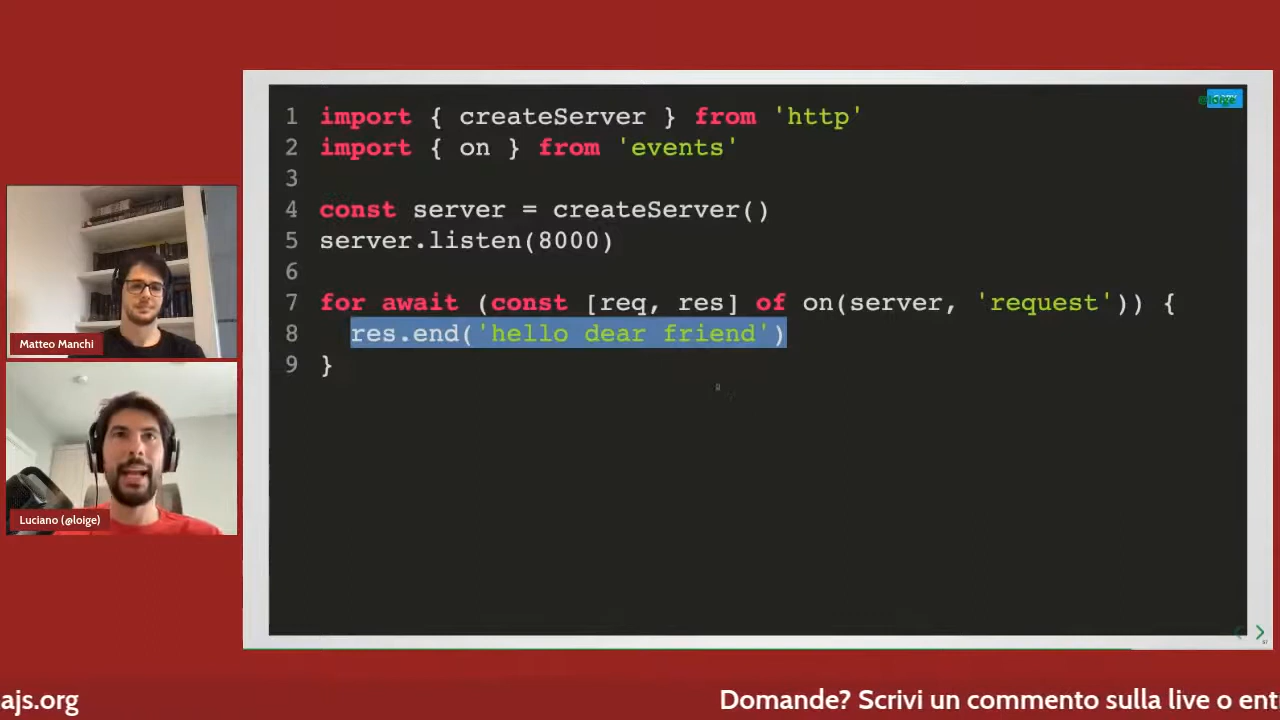 1 import { createServer } from 'http'
2 import { on } from 'events'
3
4 const server = createServer()
5 server.listen(8000)
6
7 for await (const [req, res] of on(server, 'request')) {
8 res.end('hello dear friend')
9 }
@loige
Matteo Manchi
Luciano (@loige)
ajs.org
Domande? Scrivi un commento sulla live o ent